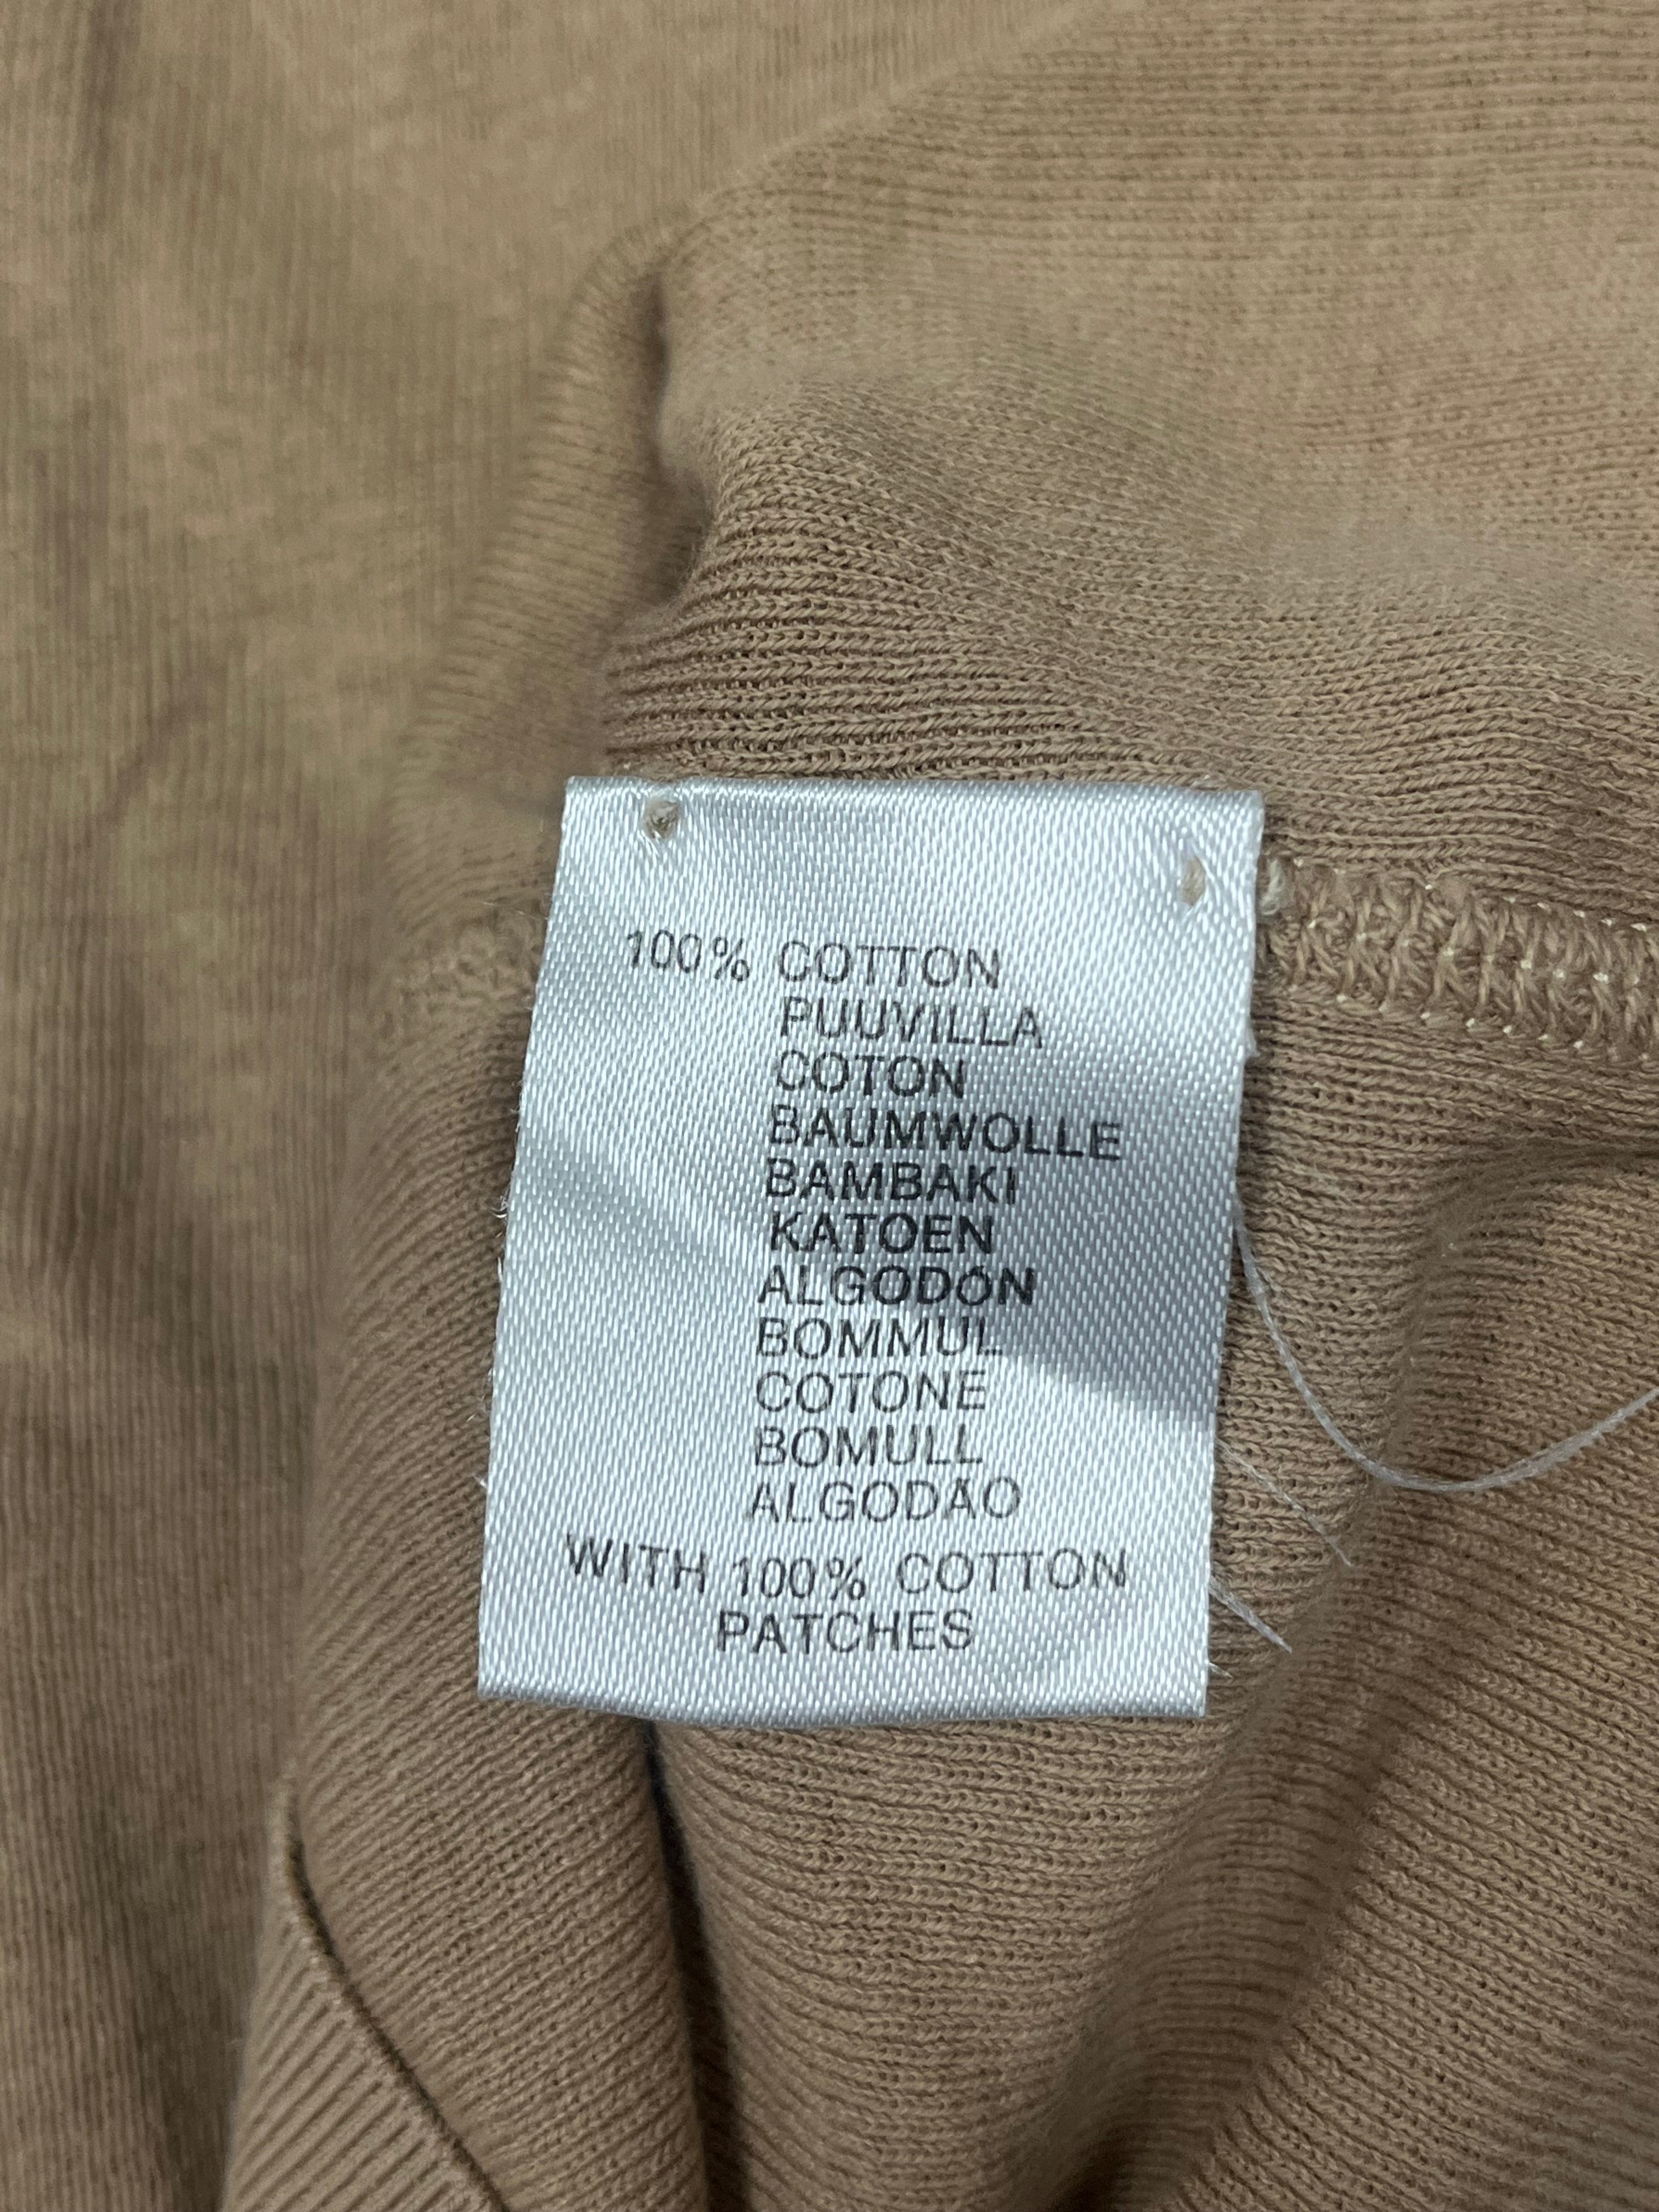 100% COTTON
PUUVILLA
COTON
BAUMWOLLE
BAMBAKI
KATOEN
ALGODÓN
BOMMUL
COTONE
BOMULL
ALGODÃO
WITH 100% COTTON
PATCHES